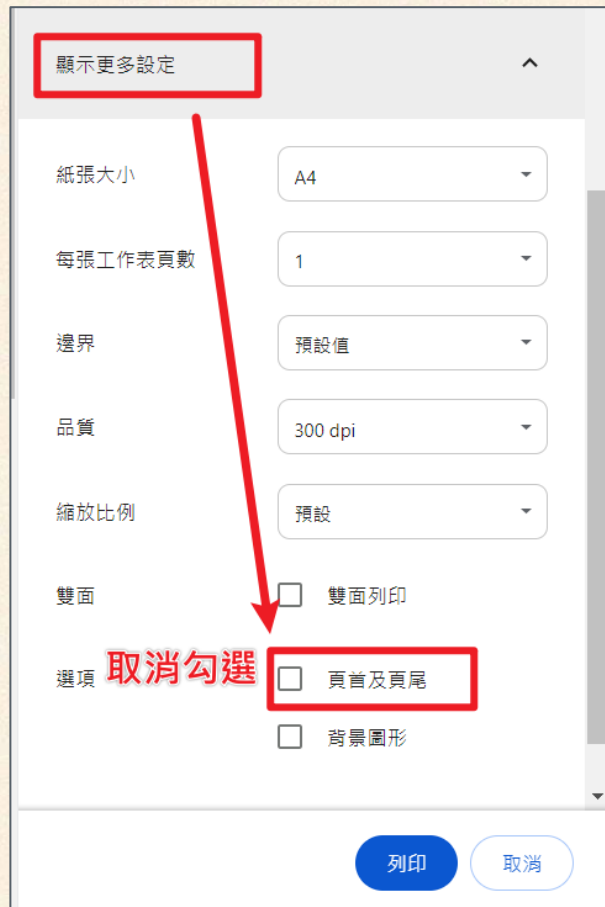 顯示更多設定
紙張大小
A4
每張工作表頁數
1
邊界
預設值
品質
300 dpi
縮放比例
預設
雙面
雙面列印
選項
取消勾選
頁首及頁尾
背景圖形
列印
取消